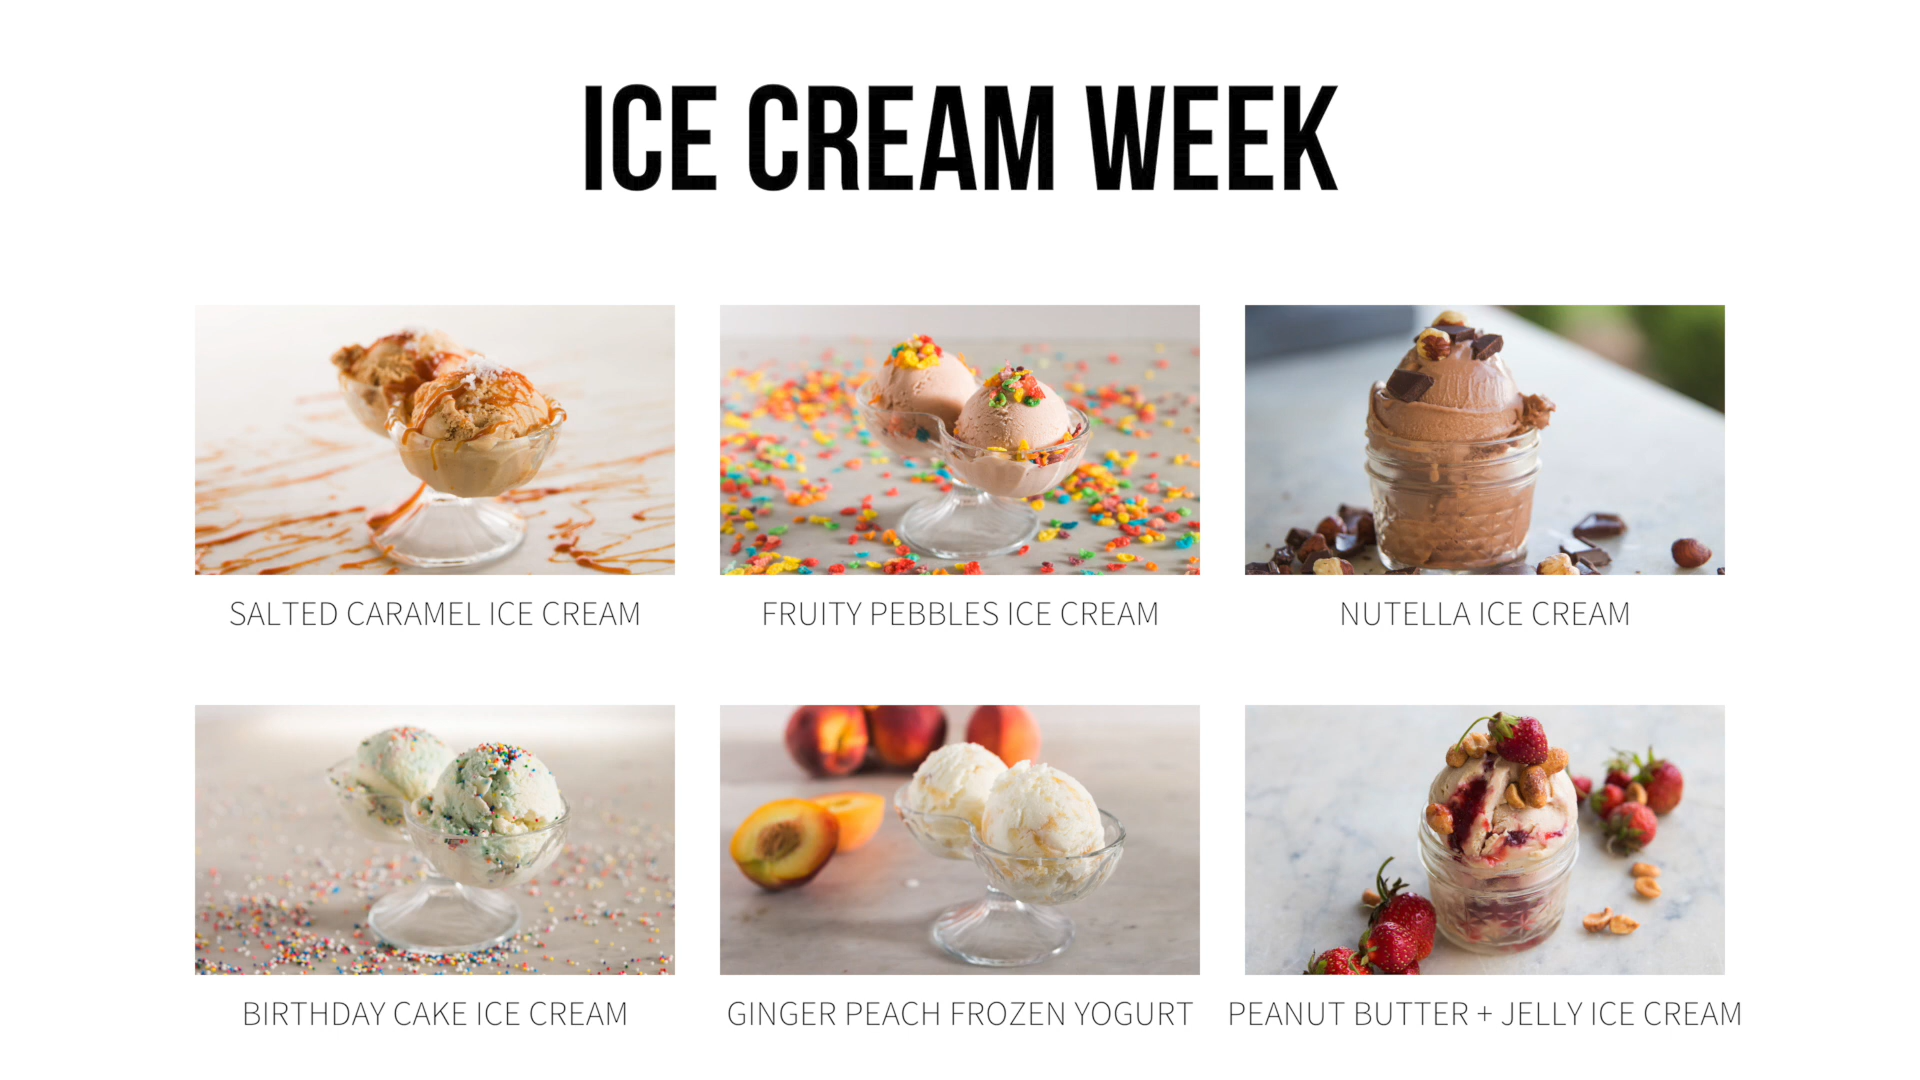 ICE CREAM WEEK
SALTED CARAMEL ICE CREAM
FRUITY PEBBLES ICE CREAM
NUTELLA ICE CREAM
BIRTHDAY CAKE ICE CREAM
GINGER PEACH FROZEN YOGURT
PEANUT BUTTER + JELLY ICE CREAM